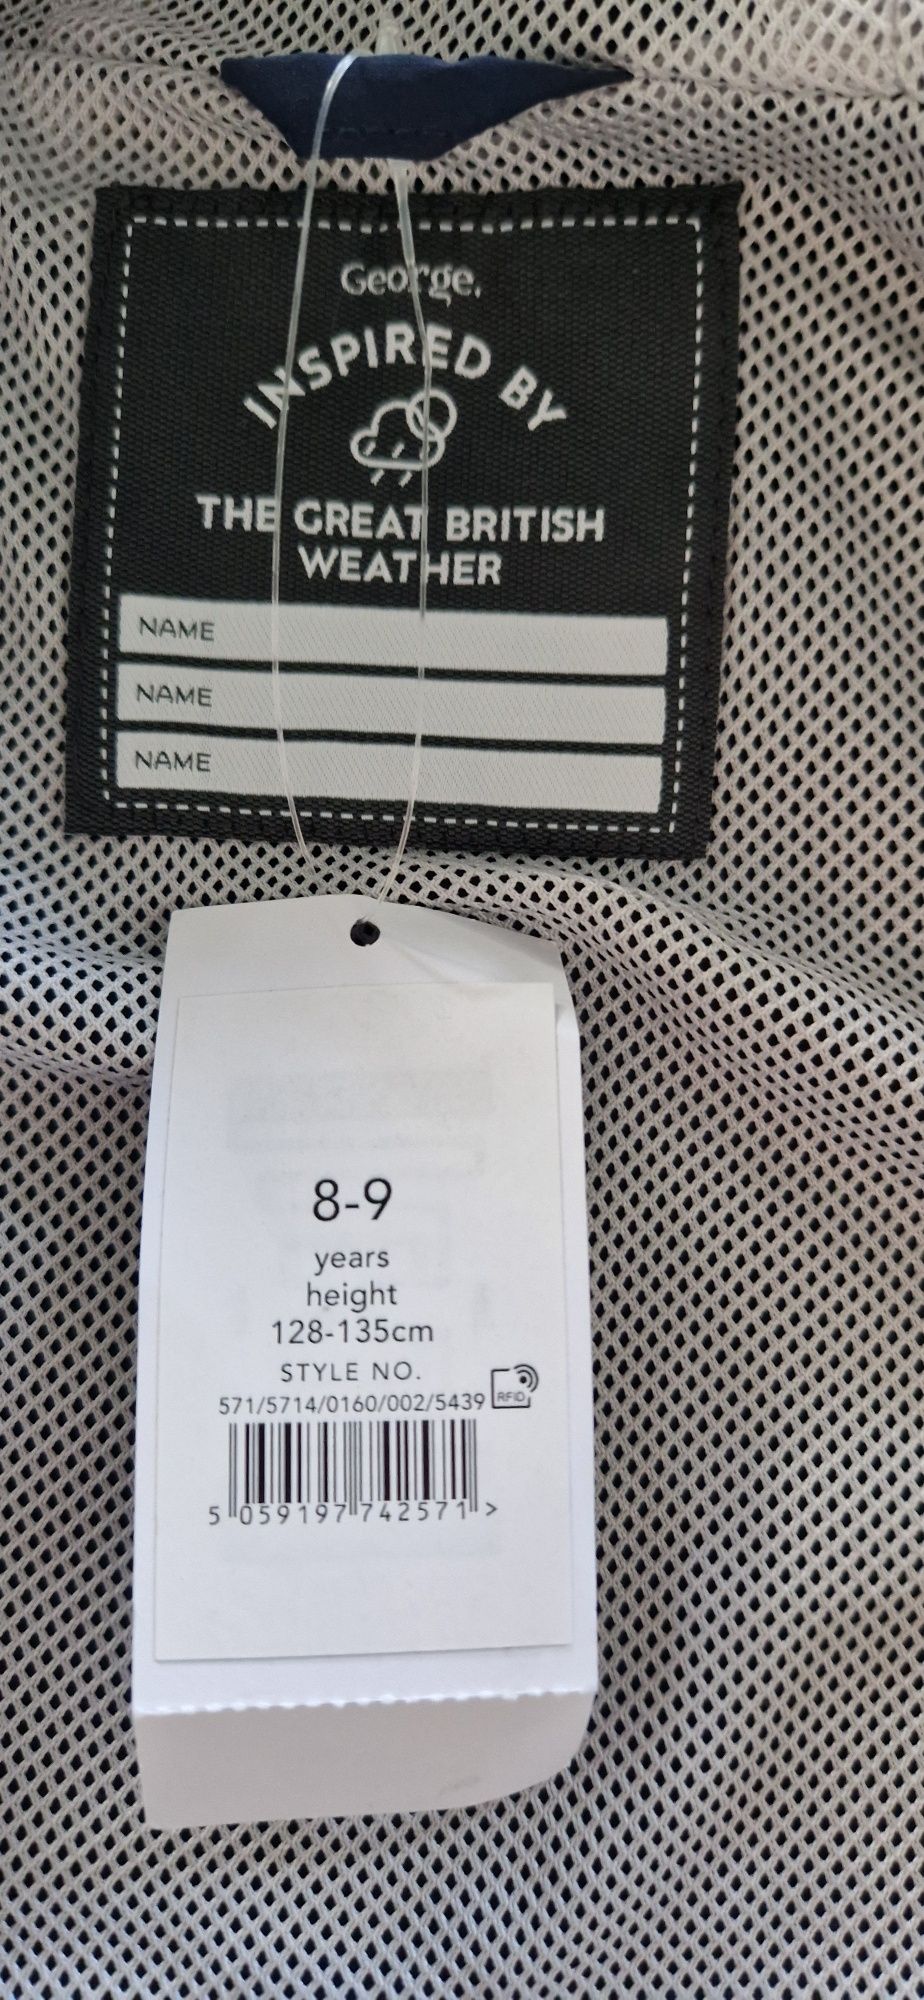 George.
INSPIRED BY
THE GREAT BRITISH
WEATHER
NAME
NAME
NAME
8-9
years
height
128-135cm
STYLE NO.
571/5714/0160/002/5439
RFID
5 059197 742571 >